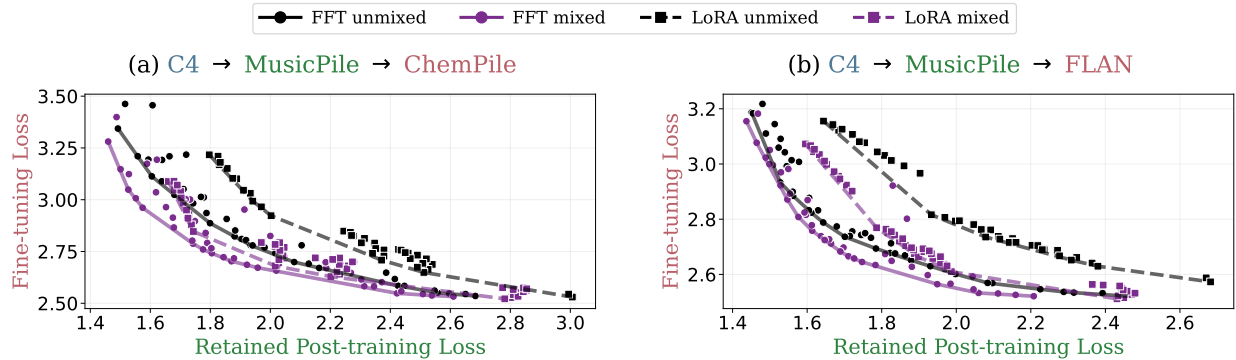 FFT unmixed FFT mixed LoRA unmixed LoRA mixed
(a) C4 → MusicPile → ChemPile
(b) C4 → MusicPile → FLAN
Fine-tuning Loss
3.50
3.25
3.00
2.75
2.50
1.4 1.6 1.8 2.0 2.2 2.4 2.6 2.8 3.0
Retained Post-training Loss
Fine-tuning Loss
3.2
3.0
2.8
2.6
1.4 1.6 1.8 2.0 2.2 2.4 2.6
Retained Post-training Loss